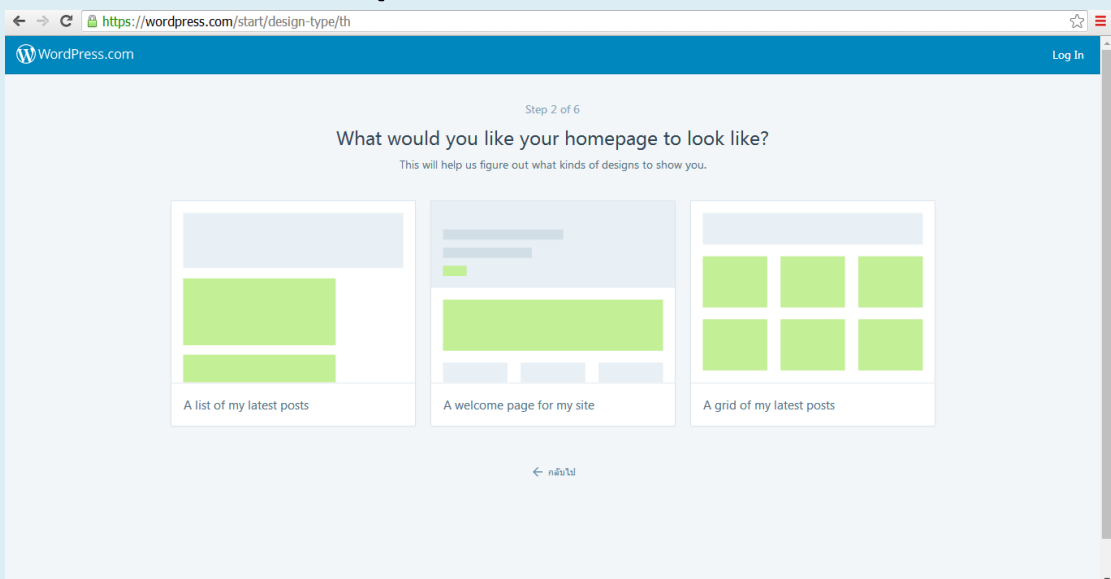 https://wordpress.com/start/design-type/th
WordPress.com
Log In
Step 2 of 6
What would you like your homepage to look like?
This will help us figure out what kinds of designs to show you.
A list of my latest posts
A welcome page for my site
A grid of my latest posts
← กลับไป